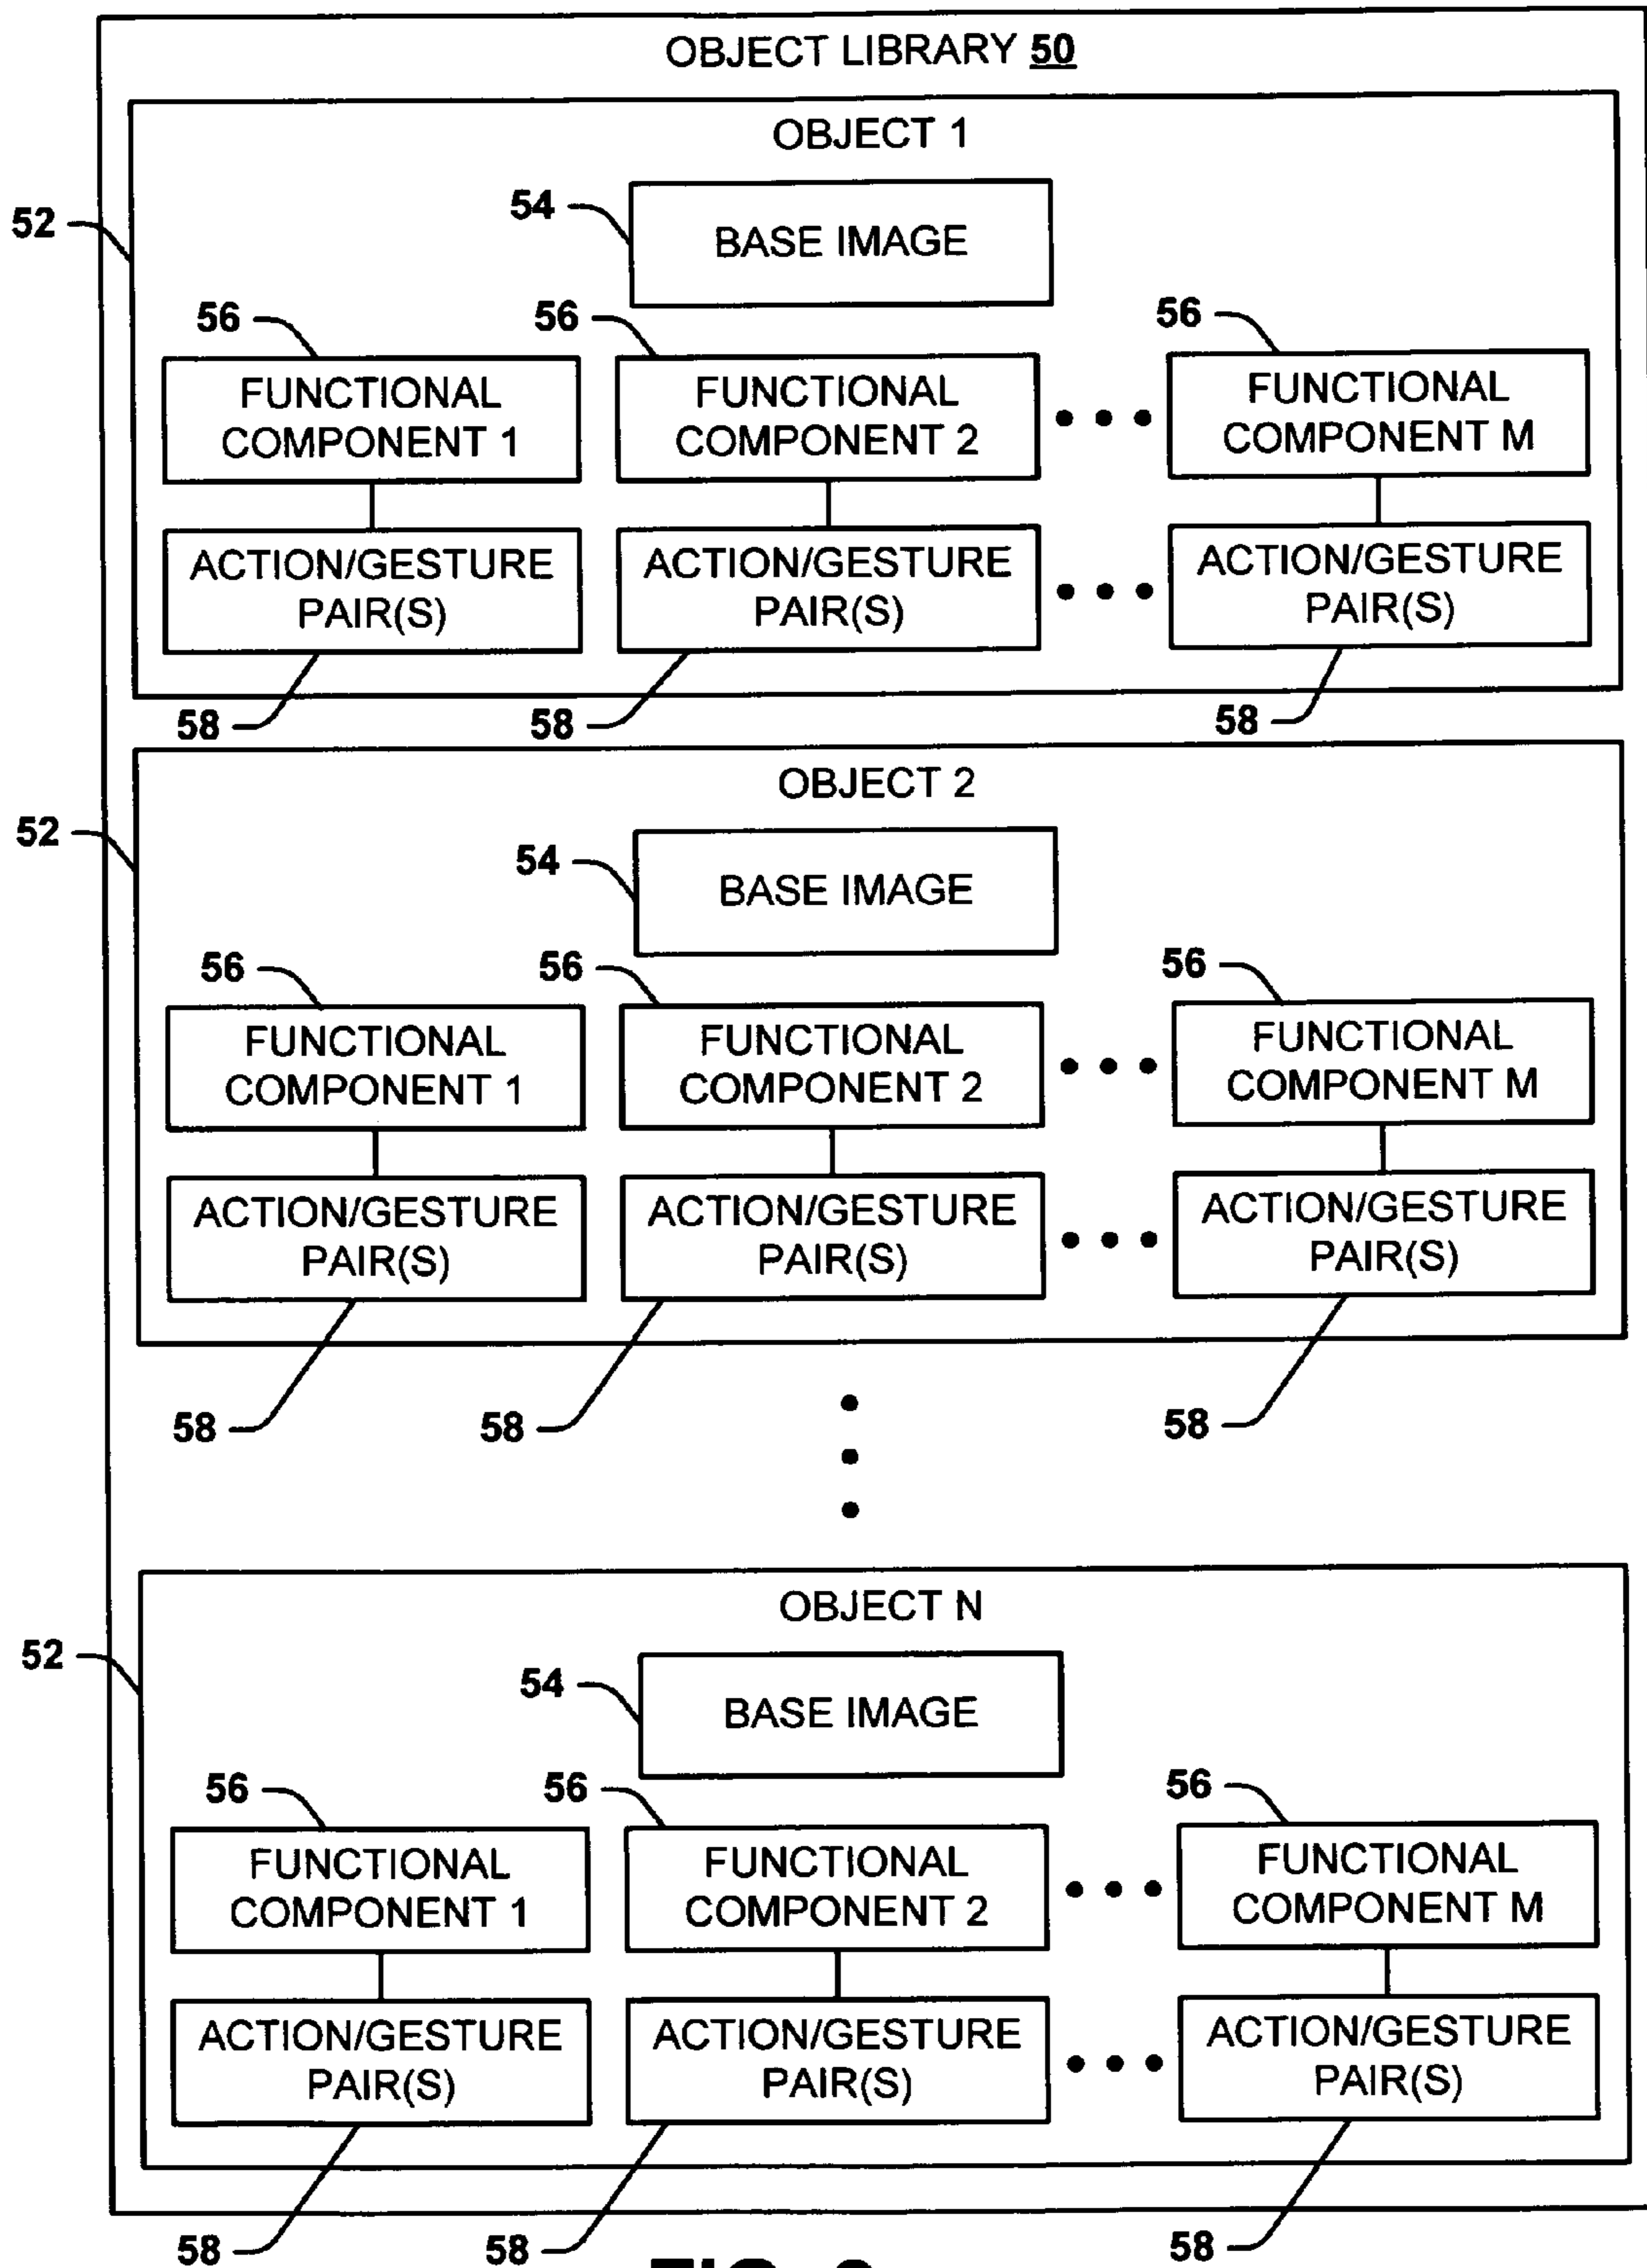 OBJECT LIBRARY 50
OBJECT 1
54
BASE IMAGE
52
56
56
56
FUNCTIONAL
COMPONENT 1
FUNCTIONAL
COMPONENT 2
FUNCTIONAL
COMPONENT M
ACTION/GESTURE
PAIR(S)
ACTION/GESTURE
PAIR(S)
ACTION/GESTURE
PAIR(S)
58
58
58
OBJECT 2
52
54
BASE IMAGE
56
56
56
FUNCTIONAL
COMPONENT 1
FUNCTIONAL
COMPONENT 2
FUNCTIONAL
COMPONENT M
ACTION/GESTURE
PAIR(S)
ACTION/GESTURE
PAIR(S)
ACTION/GESTURE
PAIR(S)
58
58
58
OBJECT N
52
54
BASE IMAGE
56
56
56
FUNCTIONAL
COMPONENT 1
FUNCTIONAL
COMPONENT 2
FUNCTIONAL
COMPONENT M
ACTION/GESTURE
PAIR(S)
ACTION/GESTURE
PAIR(S)
ACTION/GESTURE
PAIR(S)
58
58
58
FIG.